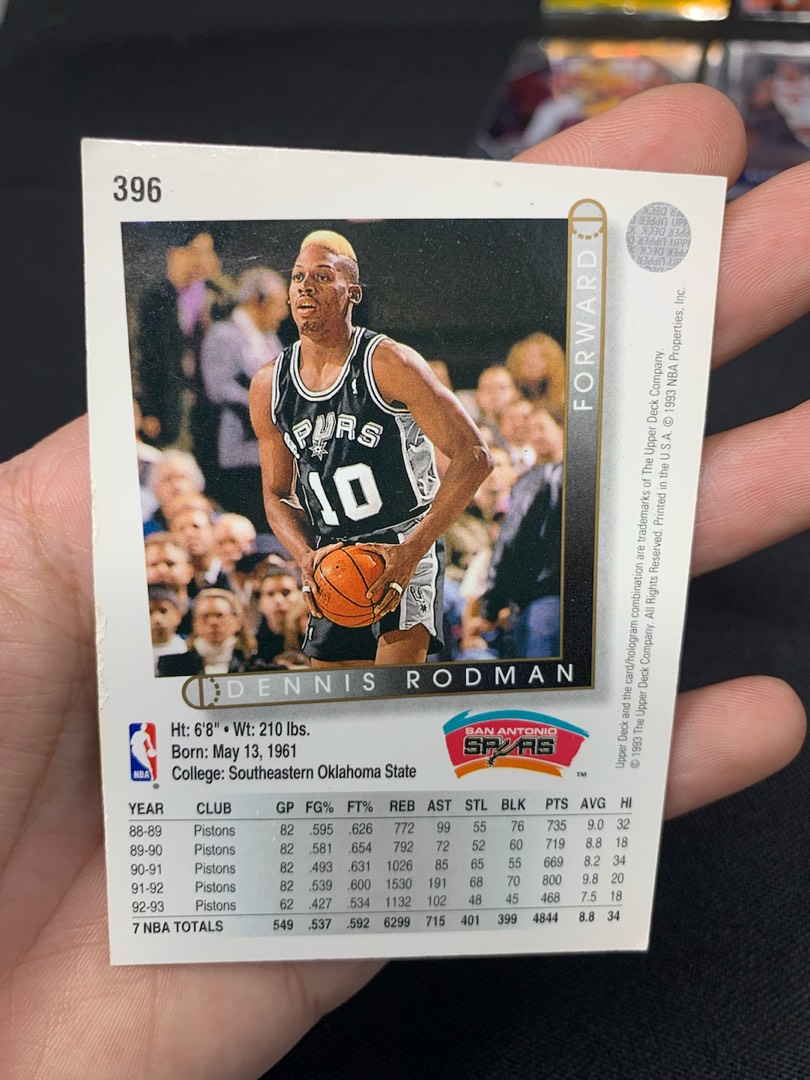 396
UPPER DECK
FORWARD
SPURS
10
DENNIS RODMAN
Upper Deck and the card/hologram combination are trademarks of The Upper Deck Company.
© 1993 The Upper Deck Company. All Rights Reserved. Printed in the U.S.A. © 1993 NBA Properties, Inc.
NBA
®
Ht: 6'8" • Wt: 210 lbs.
Born: May 13, 1961
College: Southeastern Oklahoma State
SAN ANTONIO
SPURS
™
YEAR CLUB GP FG% FT% REB AST STL BLK PTS AVG HI
88-89 Pistons 82 .595 .626 772 99 55 76 735 9.0 32
89-90 Pistons 82 .581 .654 792 72 52 60 719 8.8 18
90-91 Pistons 82 .493 .631 1026 85 65 55 669 8.2 34
91-92 Pistons 82 .539 .600 1530 191 68 70 800 9.8 20
92-93 Pistons 62 .427 .534 1132 102 48 45 468 7.5 18
7 NBA TOTALS 549 .537 .592 6299 715 401 399 4844 8.8 34